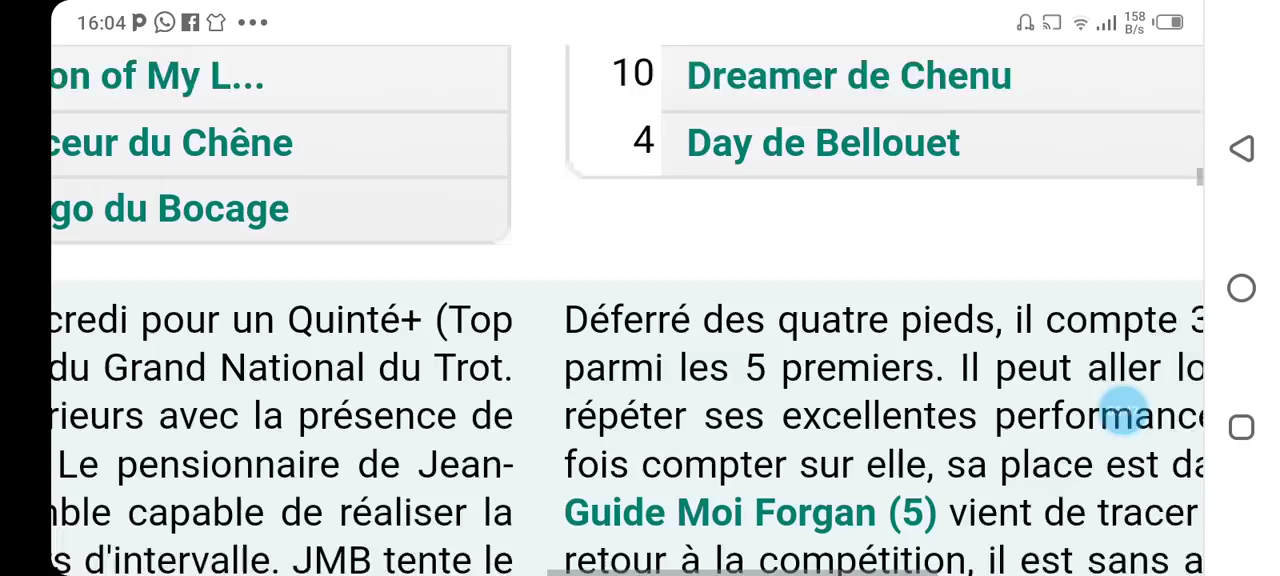 16:04
158
B/s
on of My L...
ceur du Chêne
go du Bocage
10 Dreamer de Chenu
4 Day de Bellouet
credi pour un Quinté+ (Top
du Grand National du Trot.
rieurs avec la présence de
Le pensionnaire de Jean-
mble capable de réaliser la
s d'intervalle. JMB tente le
Déferré des quatre pieds, il compte 3
parmi les 5 premiers. Il peut aller lo
répéter ses excellentes performance
fois compter sur elle, sa place est da
Guide Moi Forgan (5) vient de tracer
retour à la compétition, il est sans a